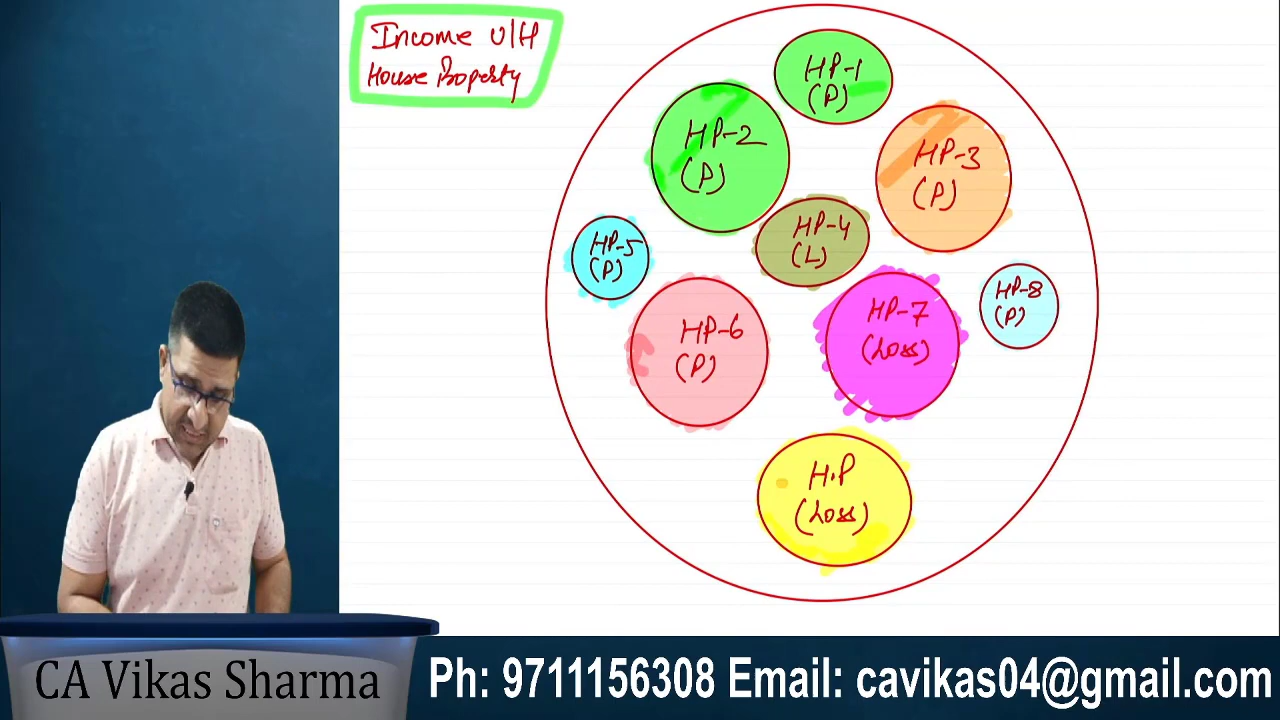 Income U/H
House Property
HP-1
(P)
HP-2
(P)
HP-3
(P)
HP-4
(L)
HP-5
(P)
HP-6
(P)
HP-7
(Loss)
HP-8
(P)
H.P
(Loss)
CA Vikas Sharma
Ph: 9711156308 Email: cavikas04@gmail.com